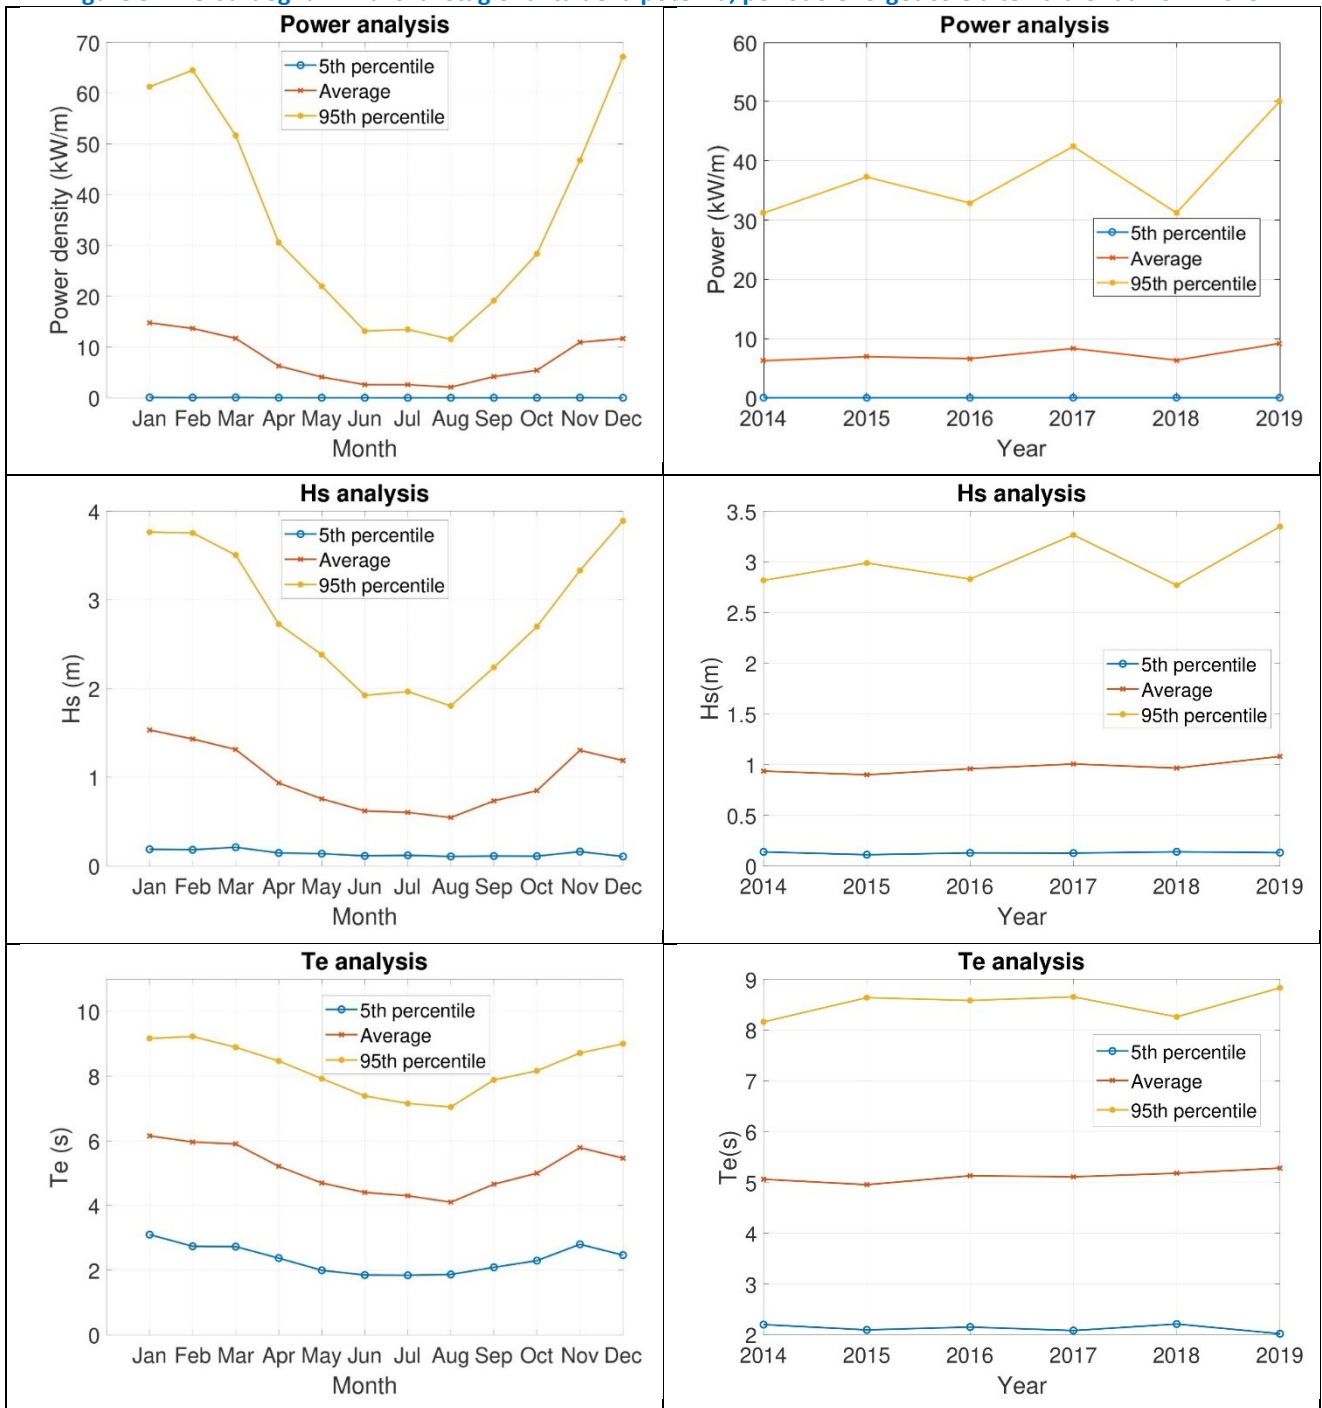 Power analysis
70
60
50
40
30
20
10
0
Power density (kW/m)
5th percentile
Average
95th percentile
Jan Feb Mar Apr May Jun Jul Aug Sep Oct Nov Dec
Month
Power analysis
60
50
40
30
20
10
0
Power (kW/m)
5th percentile
Average
95th percentile
2014 2015 2016 2017 2018 2019
Year
Hs analysis
4
3
2
1
0
Hs (m)
5th percentile
Average
95th percentile
Jan Feb Mar Apr May Jun Jul Aug Sep Oct Nov Dec
Month
Hs analysis
3.5
3
2.5
2
1.5
1
0.5
0
Hs(m)
5th percentile
Average
95th percentile
2014 2015 2016 2017 2018 2019
Year
Te analysis
10
8
6
4
2
0
Te (s)
5th percentile
Average
95th percentile
Jan Feb Mar Apr May Jun Jul Aug Sep Oct Nov Dec
Month
Te analysis
9
8
7
6
5
4
3
2
Te(s)
5th percentile
Average
95th percentile
2014 2015 2016 2017 2018 2019
Year